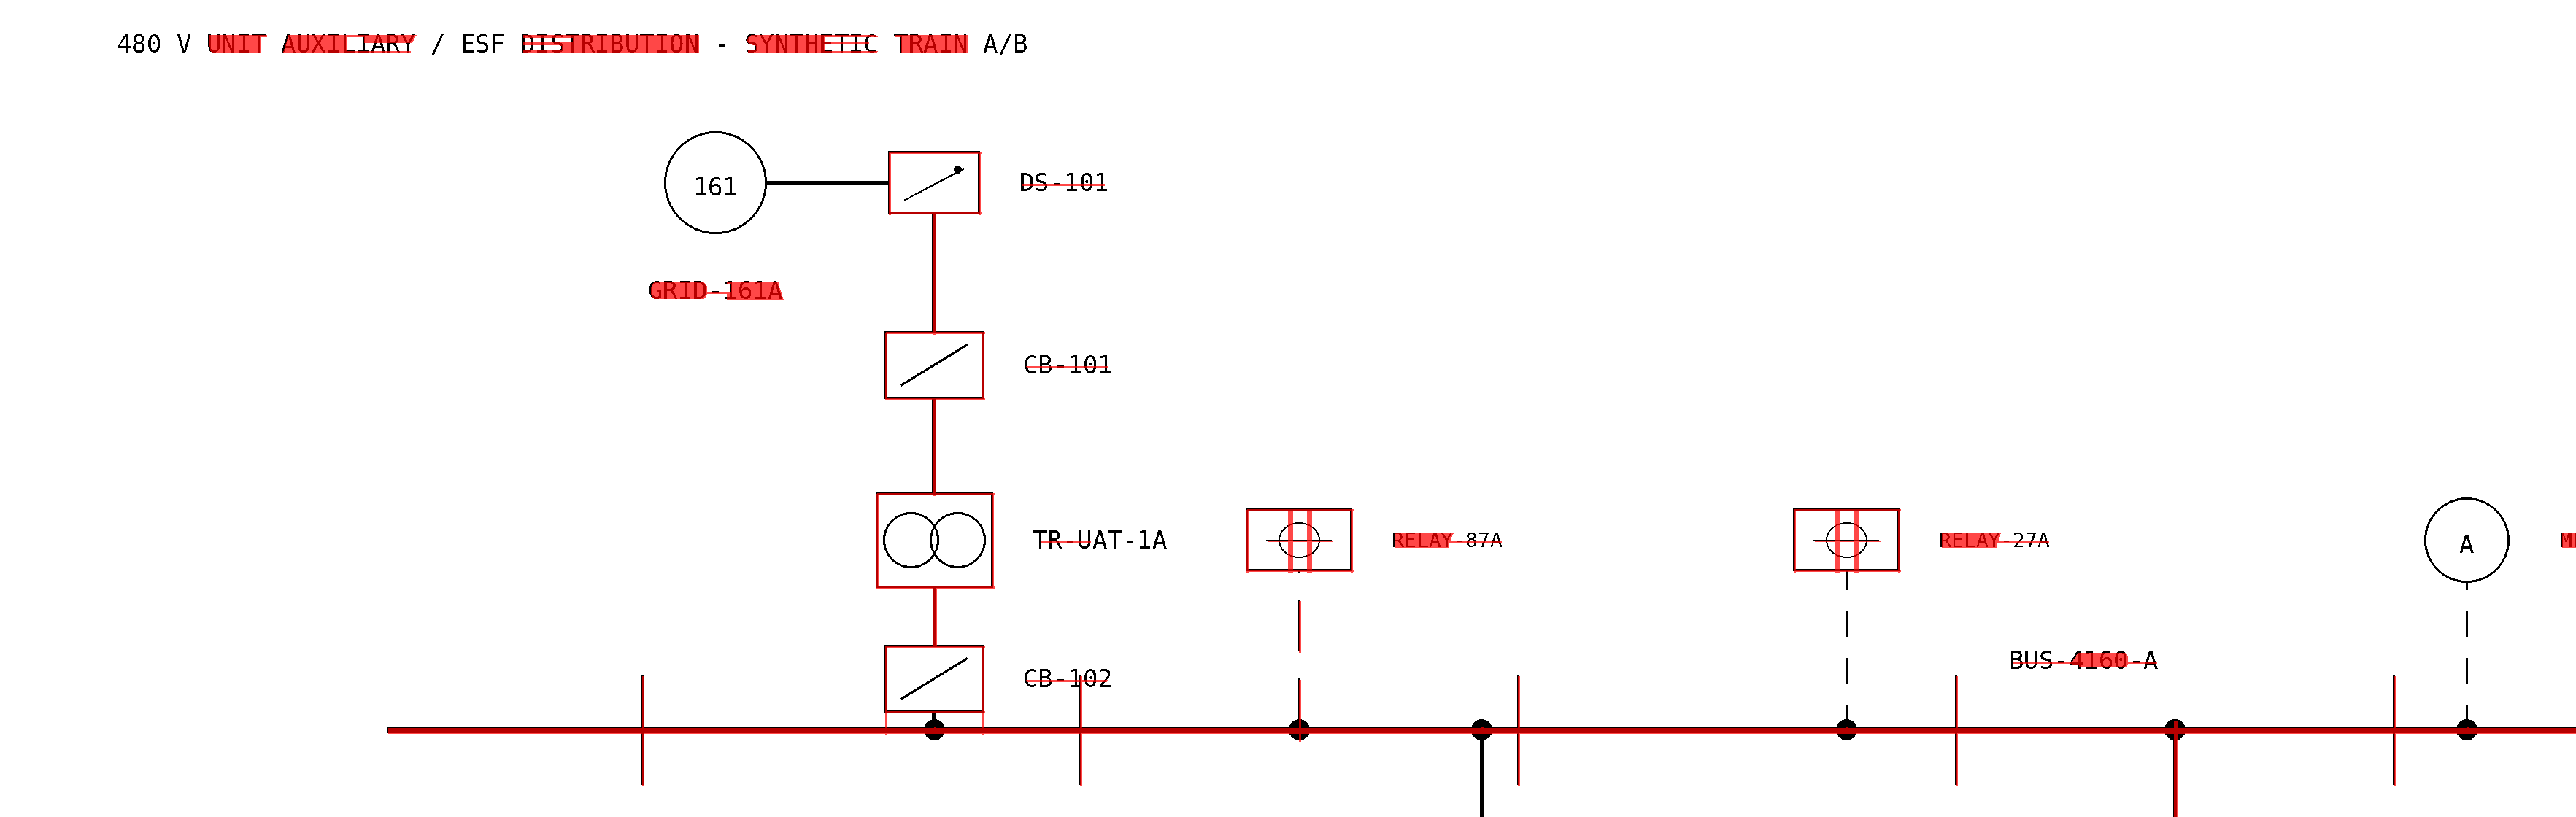 480 V UNIT AUXILIARY / ESF DISTRIBUTION - SYNTHETIC TRAIN A/B
161
DS-101
GRID-161A
CB-101
TR-UAT-1A
RELAY-87A
RELAY-27A
A
BUS-4160-A
CB-102